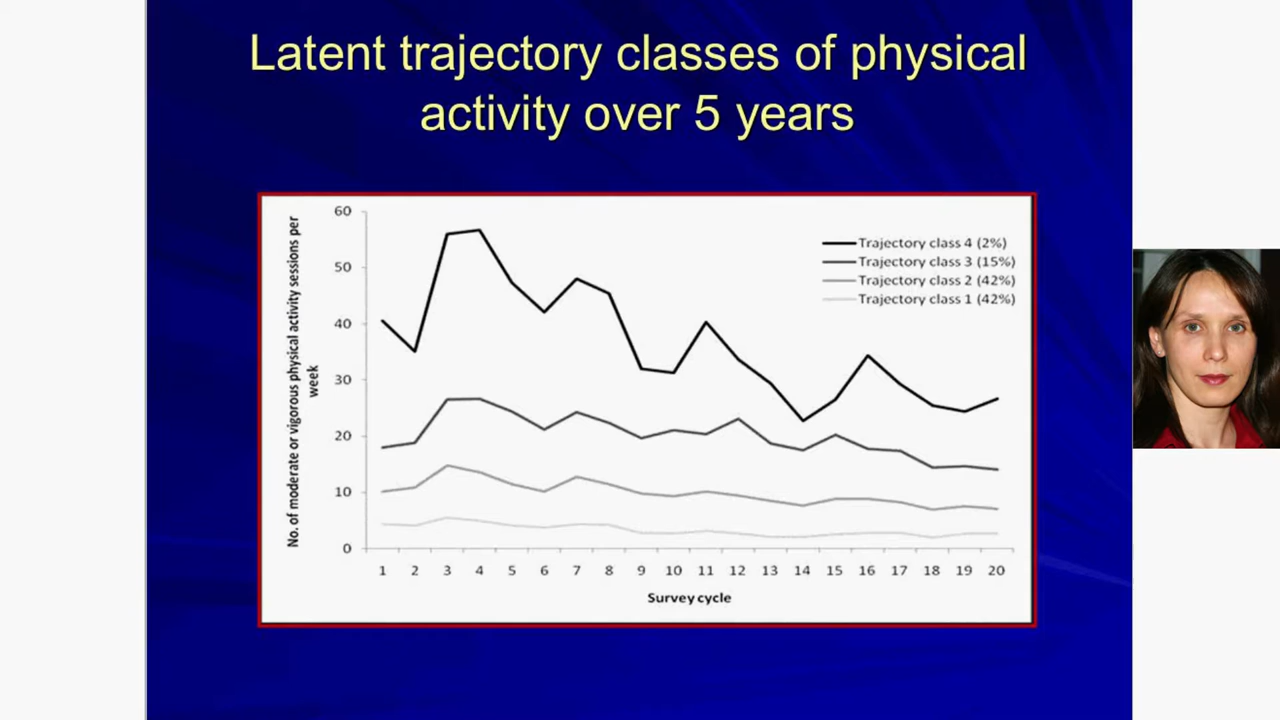 Latent trajectory classes of physical
activity over 5 years
No. of moderate or vigorous physical activity sessions per
week
60
50
40
30
20
10
0
Trajectory class 4 (2%)
Trajectory class 3 (15%)
Trajectory class 2 (42%)
Trajectory class 1 (42%)
1 2 3 4 5 6 7 8 9 10 11 12 13 14 15 16 17 18 19 20
Survey cycle